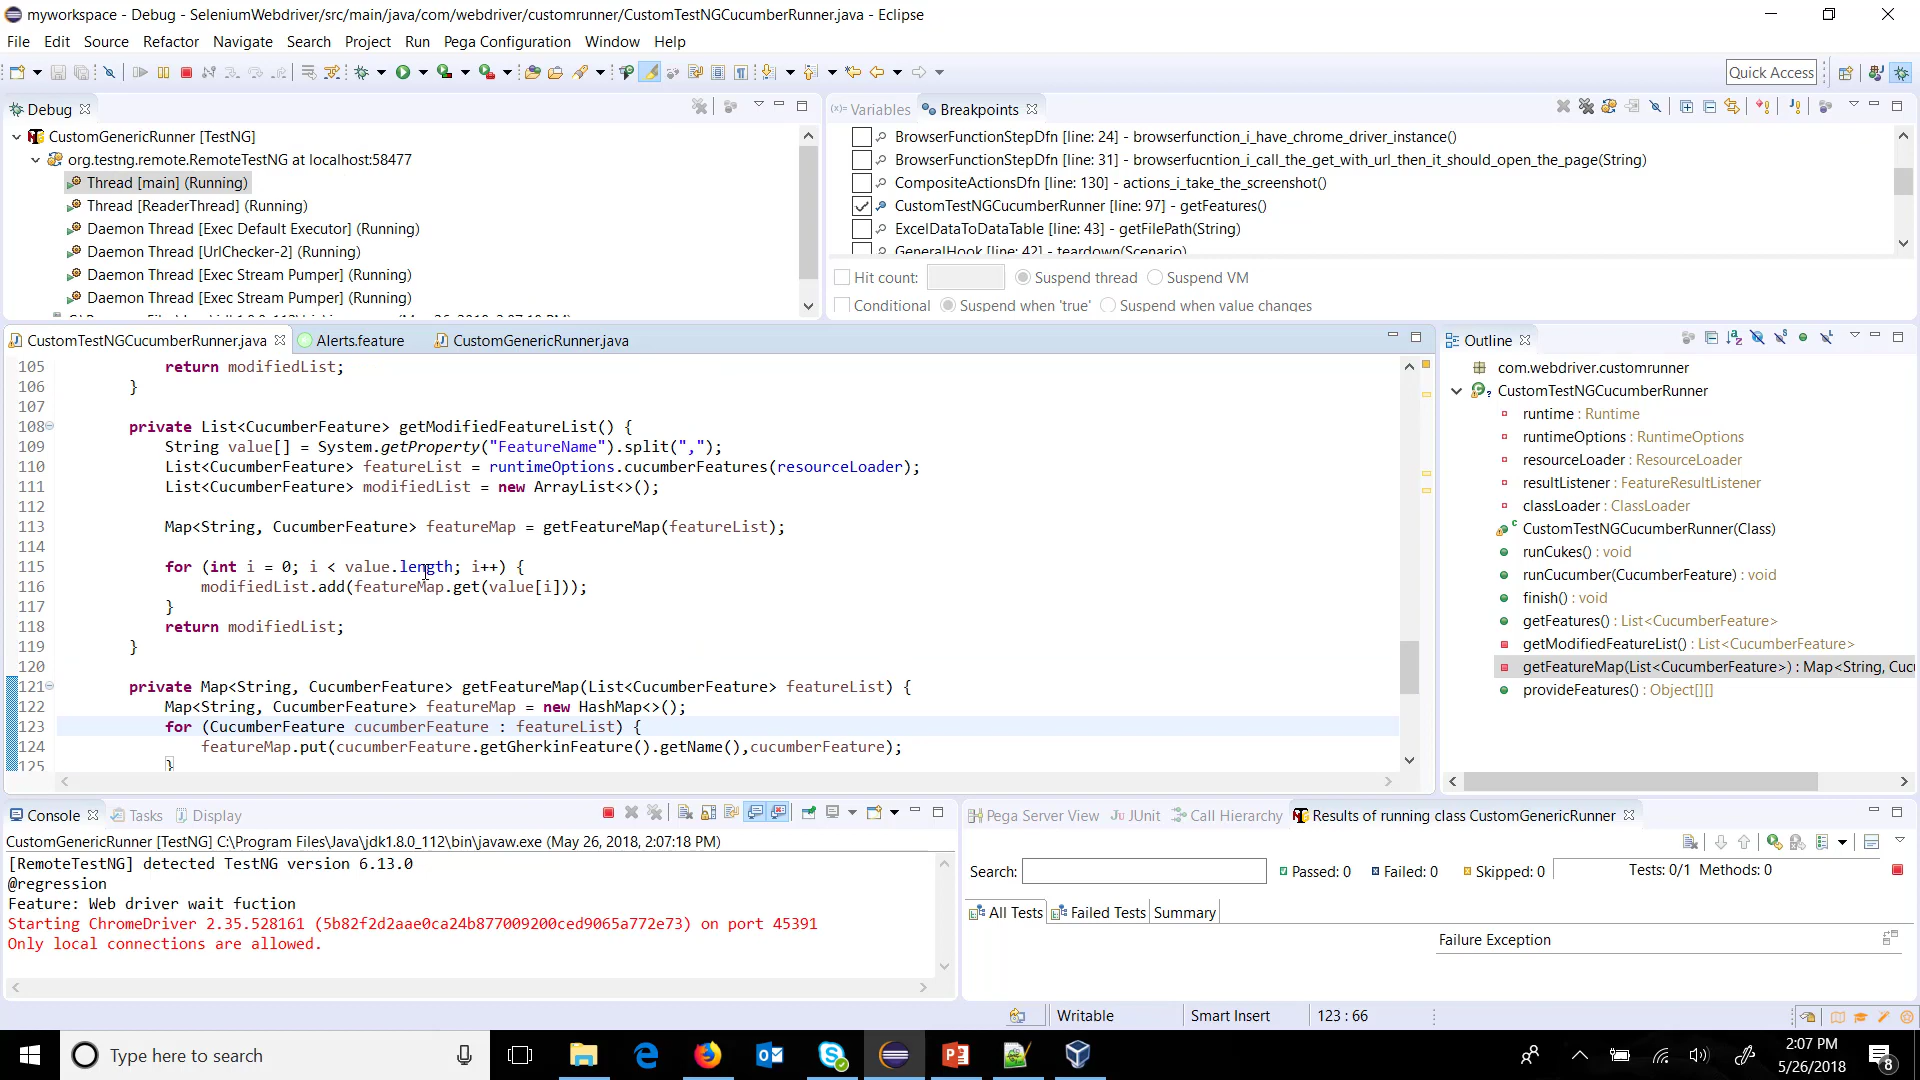 myworkspace - Debug - SeleniumWebdriver/src/main/java/com/webdriver/customrunner/CustomTestNGCucumberRunner.java - Eclipse
File Edit Source Refactor Navigate Search Project Run Pega Configuration Window Help
Quick Access
Debug
CustomGenericRunner [TestNG]
org.testng.remote.RemoteTestNG at localhost:58477
Thread [main] (Running)
Thread [ReaderThread] (Running)
Daemon Thread [Exec Default Executor] (Running)
Daemon Thread [UrlChecker-2] (Running)
Daemon Thread [Exec Stream Pumper] (Running)
Daemon Thread [Exec Stream Pumper] (Running)
(x)= Variables Breakpoints
BrowserFunctionStepDfn [line: 24] - browserfunction_i_have_chrome_driver_instance()
BrowserFunctionStepDfn [line: 31] - browserfucntion_i_call_the_get_with_url_then_it_should_open_the_page(String)
CompositeActionsDfn [line: 130] - actions_i_take_the_screenshot()
CustomTestNGCucumberRunner [line: 97] - getFeatures()
ExcelDataToDataTable [line: 43] - getFilePath(String)
GeneralHook [line: 42] - teardown(Scenario)
Hit count: Suspend thread Suspend VM
Conditional Suspend when 'true' Suspend when value changes
CustomTestNGCucumberRunner.java Alerts.feature CustomGenericRunner.java
105 return modifiedList;
106 }
107
108 private List<CucumberFeature> getModifiedFeatureList() {
109 String value[] = System.getProperty("FeatureName").split(",");
110 List<CucumberFeature> featureList = runtimeOptions.cucumberFeatures(resourceLoader);
111 List<CucumberFeature> modifiedList = new ArrayList<>();
112
113 Map<String, CucumberFeature> featureMap = getFeatureMap(featureList);
114
115 for (int i = 0; i < value.length; i++) {
116 modifiedList.add(featureMap.get(value[i]));
117 }
118 return modifiedList;
119 }
120
121 private Map<String, CucumberFeature> getFeatureMap(List<CucumberFeature> featureList) {
122 Map<String, CucumberFeature> featureMap = new HashMap<>();
123 for (CucumberFeature cucumberFeature : featureList) {
124 featureMap.put(cucumberFeature.getGherkinFeature().getName(),cucumberFeature);
125 }
Outline
com.webdriver.customrunner
CustomTestNGCucumberRunner
runtime : Runtime
runtimeOptions : RuntimeOptions
resourceLoader : ResourceLoader
resultListener : FeatureResultListener
classLoader : ClassLoader
CustomTestNGCucumberRunner(Class)
runCukes() : void
runCucumber(CucumberFeature) : void
finish() : void
getFeatures() : List<CucumberFeature>
getModifiedFeatureList() : List<CucumberFeature>
getFeatureMap(List<CucumberFeature>) : Map<String, Cuc
provideFeatures() : Object[][]
Console Tasks Display
CustomGenericRunner [TestNG] C:\Program Files\Java\jdk1.8.0_112\bin\javaw.exe (May 26, 2018, 2:07:18 PM)
[RemoteTestNG] detected TestNG version 6.13.0
@regression
Feature: Web driver wait fuction
Starting ChromeDriver 2.35.528161 (5b82f2d2aae0ca24b877009200ced9065a772e73) on port 45391
Only local connections are allowed.
Pega Server View JUnit Call Hierarchy Results of running class CustomGenericRunner
Search: Passed: 0 Failed: 0 Skipped: 0 Tests: 0/1 Methods: 0
All Tests Failed Tests Summary
Failure Exception
Writable Smart Insert 123 : 66
Type here to search
2:07 PM
5/26/2018
8